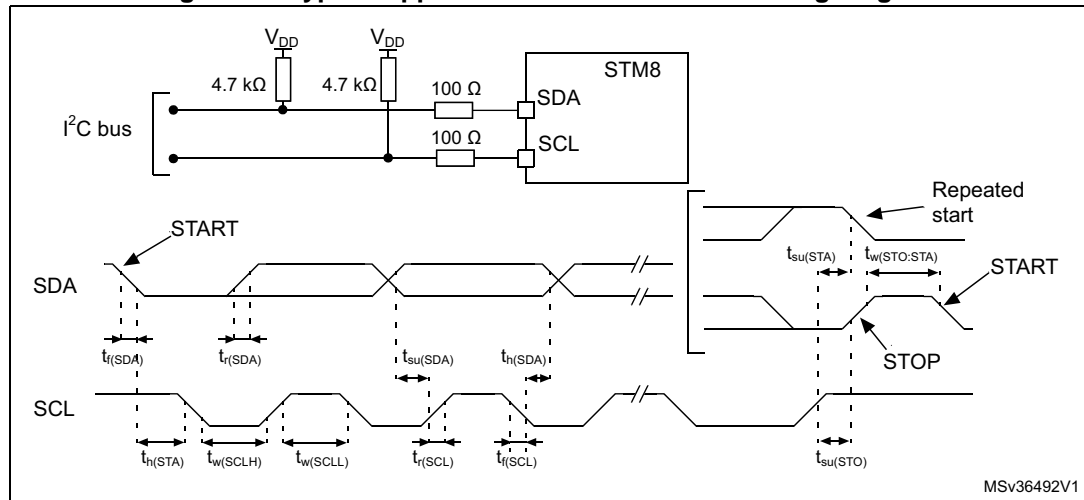 V_DD V_DD
STM8
4.7 kΩ 4.7 kΩ 100 Ω
SDA
I²C bus
100 Ω
SCL
Repeated
start
START
t_su(STA) t_w(STO:STA)
START
SDA
STOP
t_f(SDA) t_r(SDA) t_su(SDA) t_h(SDA)
SCL
t_h(STA) t_w(SCLH) t_w(SCLL) t_r(SCL) t_f(SCL) t_su(STO)
MSv36492V1